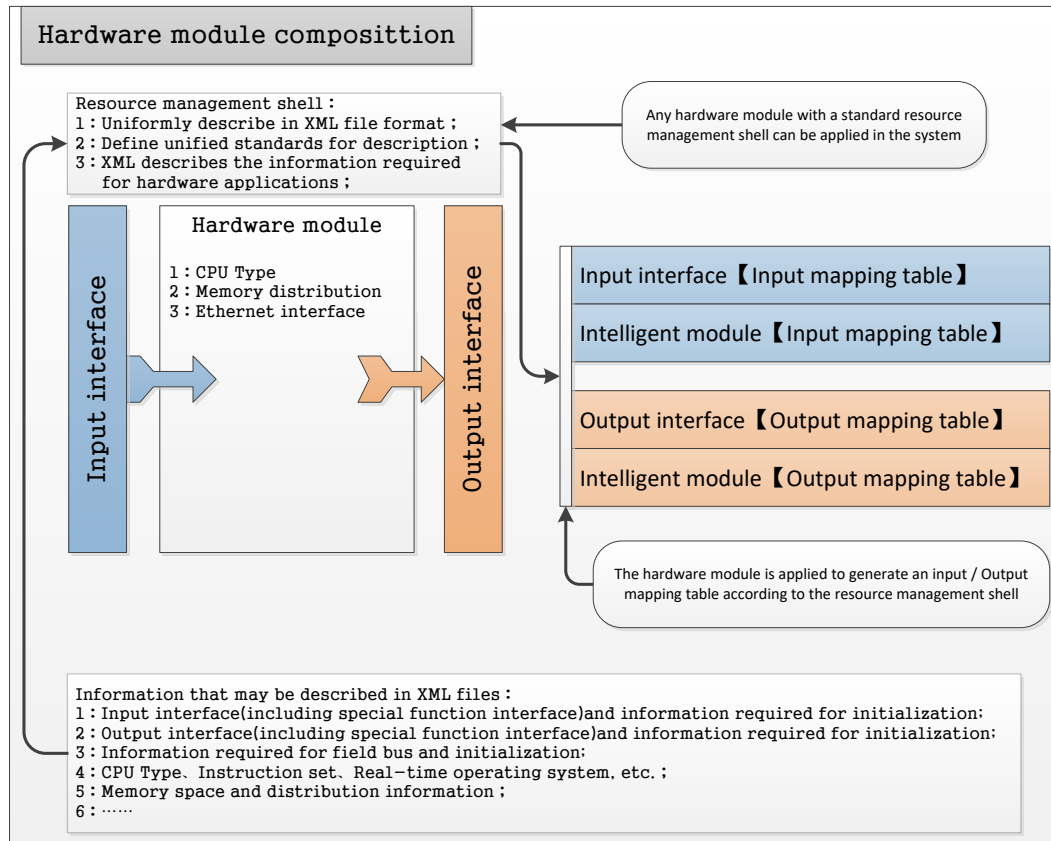 Hardware module composittion
Resource management shell：
1：Uniformly describe in XML file format；
2：Define unified standards for description；
3：XML describes the information required
for hardware applications；
Any hardware module with a standard resource
management shell can be applied in the system
Input interface
Hardware module
1：CPU Type
2：Memory distribution
3：Ethernet interface
Output interface
Input interface【Input mapping table】
Intelligent module【Input mapping table】
Output interface【Output mapping table】
Intelligent module【Output mapping table】
The hardware module is applied to generate an input / Output
mapping table according to the resource management shell
Information that may be described in XML files：
1：Input interface(including special function interface)and information required for initialization;
2：Output interface(including special function interface)and information required for initialization;
3：Information required for field bus and initialization;
4：CPU Type、Instruction set、Real-time operating system, etc.；
5：Memory space and distribution information；
6：……